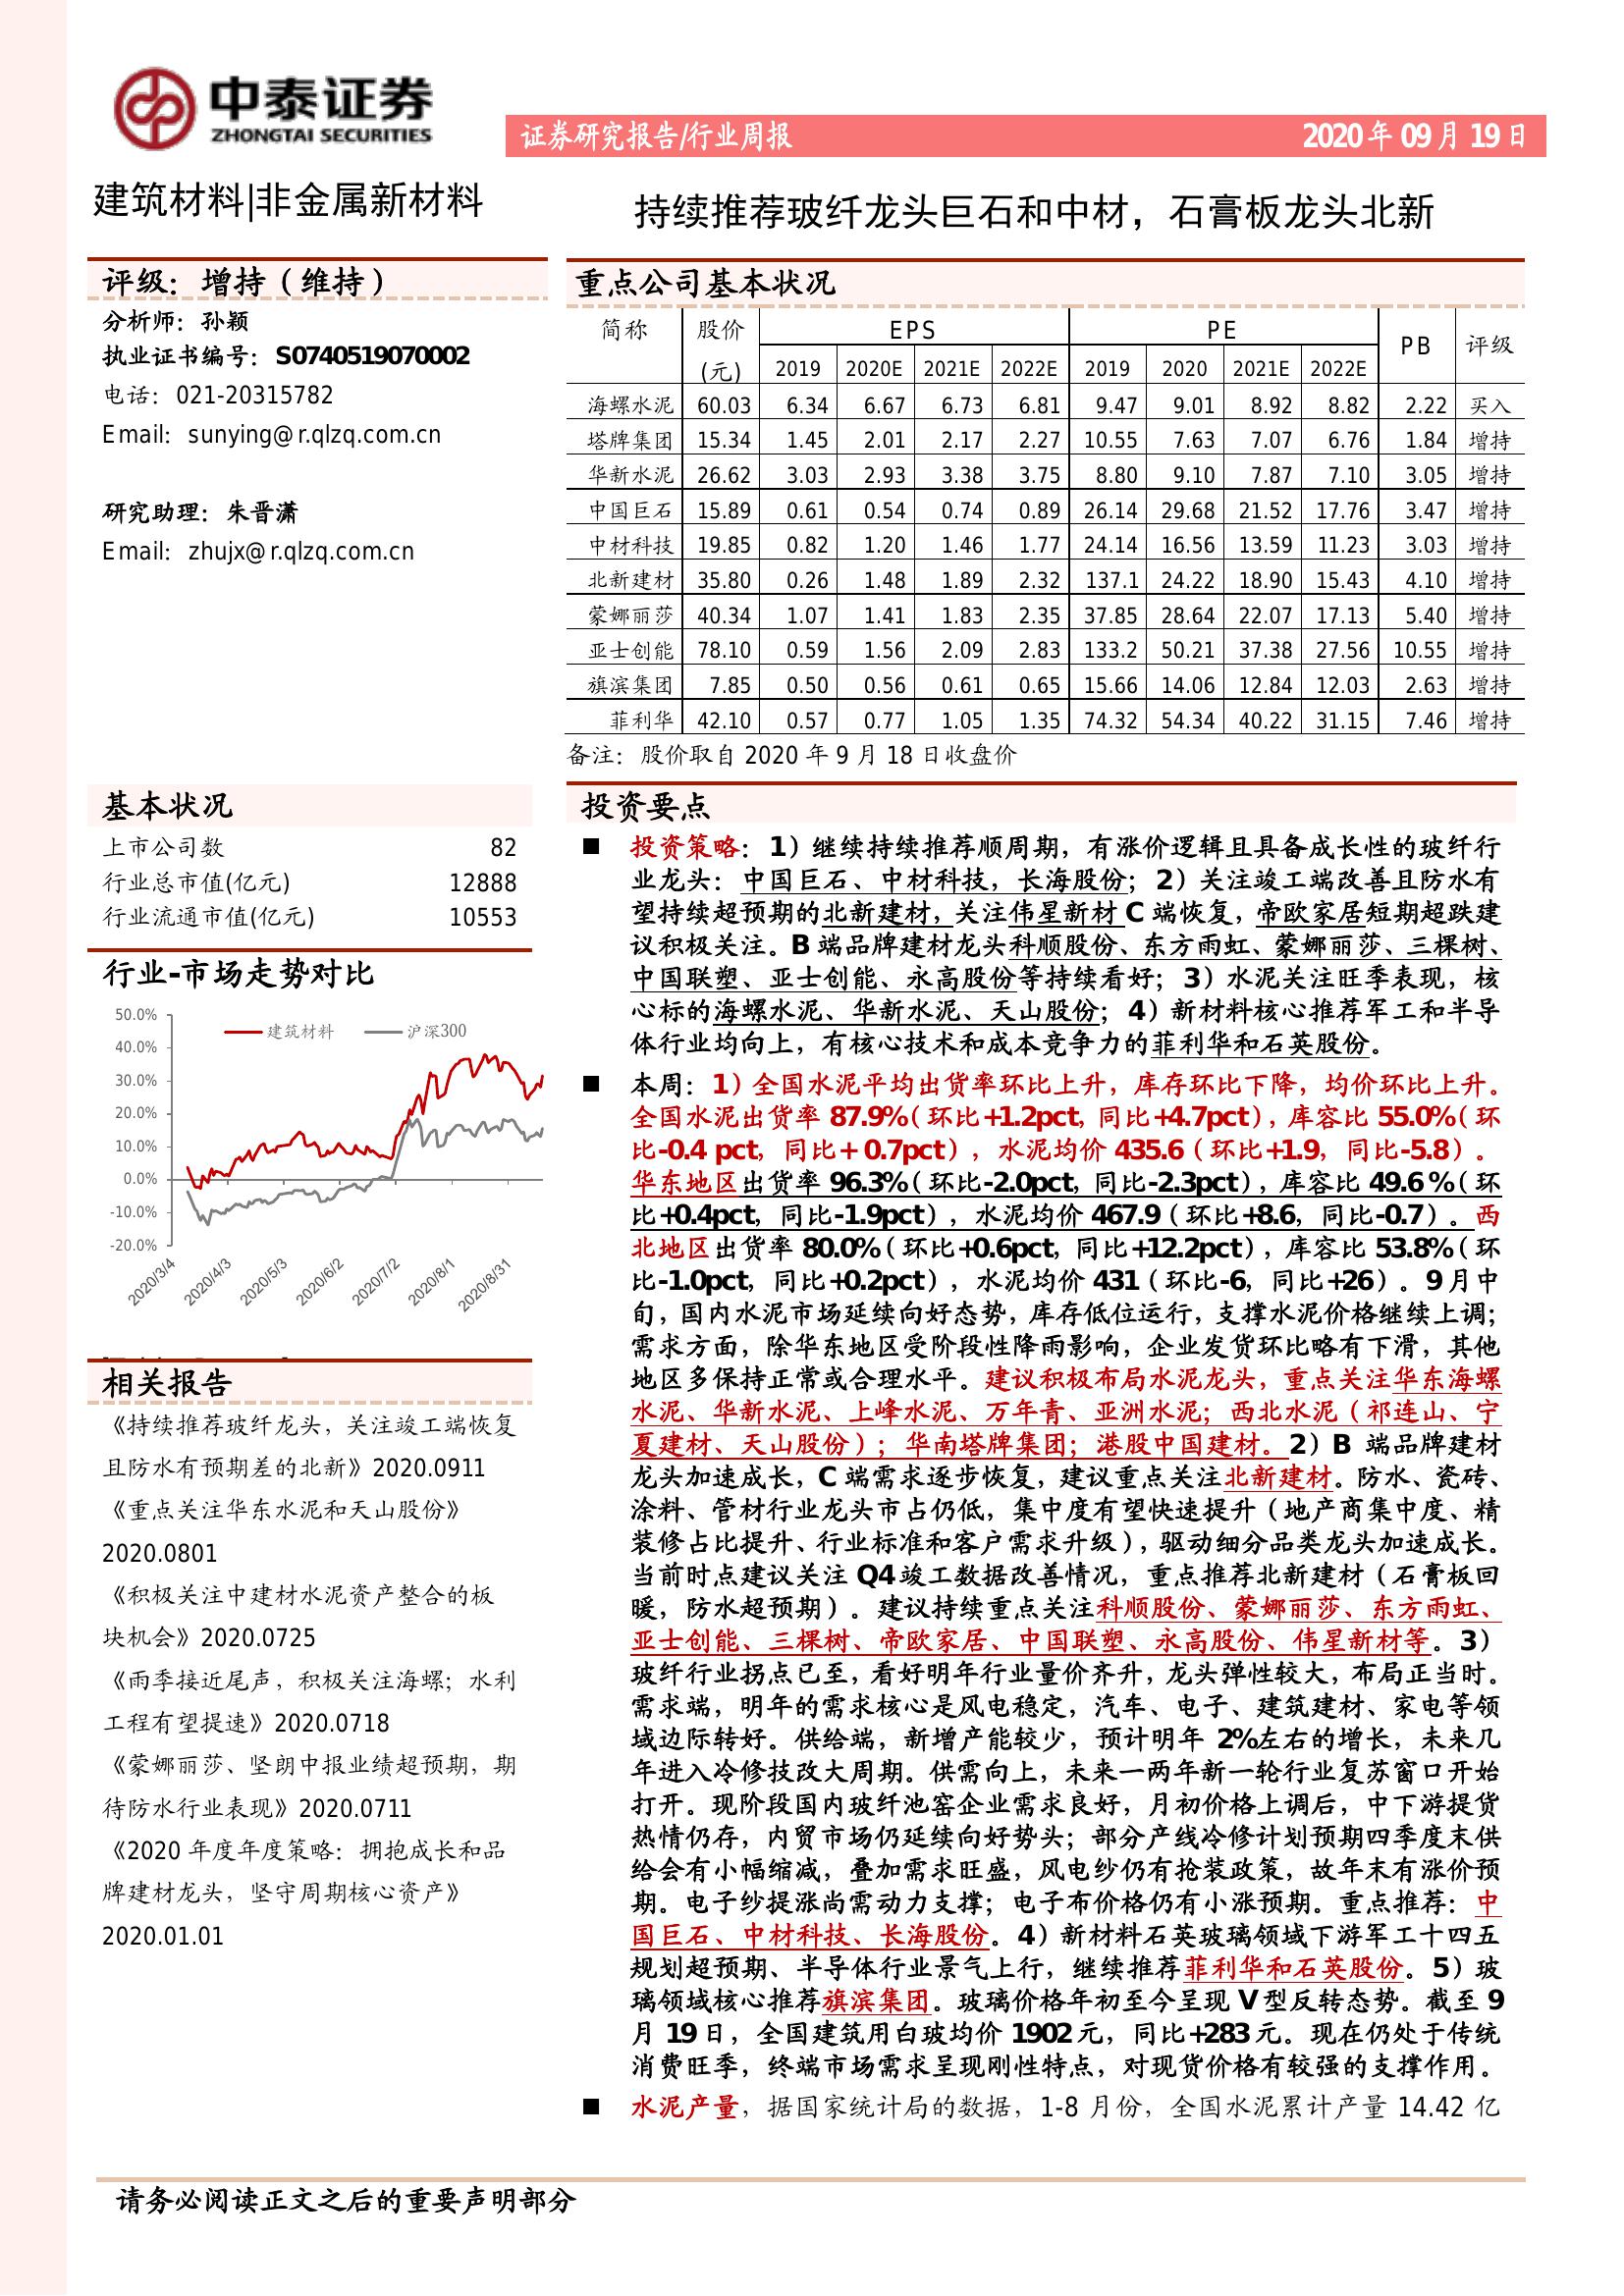 中泰证券
ZHONGTAI SECURITIES
证券研究报告/行业周报 2020年09月19日
建筑材料|非金属新材料
持续推荐玻纤龙头巨石和中材，石膏板龙头北新
评级：增持（维持）
分析师：孙颖
执业证书编号：S0740519070002
电话：021-20315782
Email：sunying@r.qlzq.com.cn
研究助理：朱晋潇
Email：zhujx@r.qlzq.com.cn
重点公司基本状况
简称 股价 EPS PE PB 评级
(元) 2019 2020E 2021E 2022E 2019 2020 2021E 2022E
海螺水泥 60.03 6.34 6.67 6.73 6.81 9.47 9.01 8.92 8.82 2.22 买入
塔牌集团 15.34 1.45 2.01 2.17 2.27 10.55 7.63 7.07 6.76 1.84 增持
华新水泥 26.62 3.03 2.93 3.38 3.75 8.80 9.10 7.87 7.10 3.05 增持
中国巨石 15.89 0.61 0.54 0.74 0.89 26.14 29.68 21.52 17.76 3.47 增持
中材科技 19.85 0.82 1.20 1.46 1.77 24.14 16.56 13.59 11.23 3.03 增持
北新建材 35.80 0.26 1.48 1.89 2.32 137.1 24.22 18.90 15.43 4.10 增持
蒙娜丽莎 40.34 1.07 1.41 1.83 2.35 37.85 28.64 22.07 17.13 5.40 增持
亚士创能 78.10 0.59 1.56 2.09 2.83 133.2 50.21 37.38 27.56 10.55 增持
旗滨集团 7.85 0.50 0.56 0.61 0.65 15.66 14.06 12.84 12.03 2.63 增持
菲利华 42.10 0.57 0.77 1.05 1.35 74.32 54.34 40.22 31.15 7.46 增持
备注：股价取自 2020 年 9 月 18 日收盘价
基本状况
上市公司数 82
行业总市值(亿元) 12888
行业流通市值(亿元) 10553
行业-市场走势对比
建筑材料 沪深300
50.0%
40.0%
30.0%
20.0%
10.0%
0.0%
-10.0%
-20.0%
2020/3/4 2020/4/3 2020/5/3 2020/6/2 2020/7/2 2020/8/1 2020/8/31
相关报告
《持续推荐玻纤龙头，关注竣工端恢复
且防水有预期差的北新》2020.0911
《重点关注华东水泥和天山股份》
2020.0801
《积极关注中建材水泥资产整合的板
块机会》2020.0725
《雨季接近尾声，积极关注海螺；水利
工程有望提速》2020.0718
《蒙娜丽莎、坚朗中报业绩超预期，期
待防水行业表现》2020.0711
《2020 年度年度策略：拥抱成长和品
牌建材龙头，坚守周期核心资产》
2020.01.01
投资要点
■ 投资策略：1）继续持续推荐顺周期，有涨价逻辑且具备成长性的玻纤行
业龙头：中国巨石、中材科技，长海股份；2）关注竣工端改善且防水有
望持续超预期的北新建材，关注伟星新材 C 端恢复，帝欧家居短期超跌建
议积极关注。B 端品牌建材龙头科顺股份、东方雨虹、蒙娜丽莎、三棵树、
中国联塑、亚士创能、永高股份等持续看好；3）水泥关注旺季表现，核
心标的海螺水泥、华新水泥、天山股份；4）新材料核心推荐军工和半导
体行业均向上，有核心技术和成本竞争力的菲利华和石英股份。
■ 本周：1）全国水泥平均出货率环比上升，库存环比下降，均价环比上升。
全国水泥出货率 87.9%（环比+1.2pct，同比+4.7pct），库容比 55.0%（环
比-0.4 pct，同比+ 0.7pct），水泥均价 435.6（环比+1.9，同比-5.8）。
华东地区出货率 96.3%（环比-2.0pct，同比-2.3pct），库容比 49.6 %（环
比+0.4pct，同比-1.9pct），水泥均价 467.9（环比+8.6，同比-0.7）。西
北地区出货率 80.0%（环比+0.6pct，同比+12.2pct），库容比 53.8%（环
比-1.0pct，同比+0.2pct），水泥均价 431（环比-6，同比+26）。9 月中
旬，国内水泥市场延续向好态势，库存低位运行，支撑水泥价格继续上调；
需求方面，除华东地区受阶段性降雨影响，企业发货环比略有下滑，其他
地区多保持正常或合理水平。建议积极布局水泥龙头，重点关注华东海螺
水泥、华新水泥、上峰水泥、万年青、亚洲水泥；西北水泥（祁连山、宁
夏建材、天山股份）；华南塔牌集团；港股中国建材。2）B 端品牌建材
龙头加速成长，C 端需求逐步恢复，建议重点关注北新建材。防水、瓷砖、
涂料、管材行业龙头市占仍低，集中度有望快速提升（地产商集中度、精
装修占比提升、行业标准和客户需求升级），驱动细分品类龙头加速成长。
当前时点建议关注 Q4 竣工数据改善情况，重点推荐北新建材（石膏板回
暖，防水超预期）。建议持续重点关注科顺股份、蒙娜丽莎、东方雨虹、
亚士创能、三棵树、帝欧家居、中国联塑、永高股份、伟星新材等。3）
玻纤行业拐点已至，看好明年行业量价齐升，龙头弹性较大，布局正当时。
需求端，明年的需求核心是风电稳定，汽车、电子、建筑建材、家电等领
域边际转好。供给端，新增产能较少，预计明年 2%左右的增长，未来几
年进入冷修技改大周期。供需向上，未来一两年新一轮行业复苏窗口开始
打开。现阶段国内玻纤池窑企业需求良好，月初价格上调后，中下游提货
热情仍存，内贸市场仍延续向好势头；部分产线冷修计划预期四季度末供
给会有小幅缩减，叠加需求旺盛，风电纱仍有抢装政策，故年末有涨价预
期。电子纱提涨尚需动力支撑；电子布价格仍有小涨预期。重点推荐：中
国巨石、中材科技、长海股份。4）新材料石英玻璃领域下游军工十四五
规划超预期、半导体行业景气上行，继续推荐菲利华和石英股份。5）玻
璃领域核心推荐旗滨集团。玻璃价格年初至今呈现 V 型反转态势。截至 9
月 19 日，全国建筑用白玻均价 1902 元，同比+283 元。现在仍处于传统
消费旺季，终端市场需求呈现刚性特点，对现货价格有较强的支撑作用。
■ 水泥产量，据国家统计局的数据，1-8 月份，全国水泥累计产量 14.42 亿
请务必阅读正文之后的重要声明部分